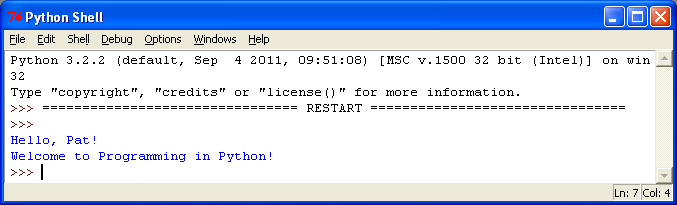 Python Shell
File Edit Shell Debug Options Windows Help
Python 3.2.2 (default, Sep  4 2011, 09:51:08) [MSC v.1500 32 bit (Intel)] on win
32
Type "copyright", "credits" or "license()" for more information.
>>> ================================ RESTART ================================
>>>
Hello, Pat!
Welcome to Programming in Python!
>>>
Ln: 7 Col: 4